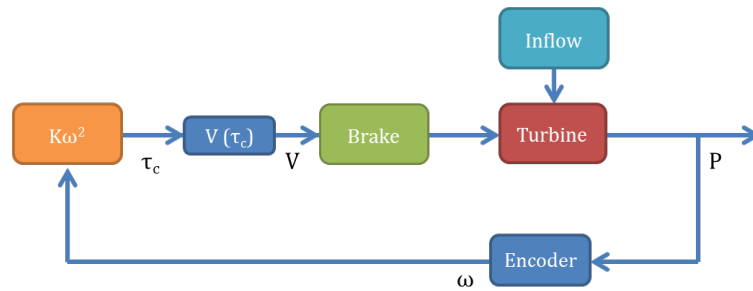 Inflow
Kω²
V (τc)
Brake
Turbine
τc
V
P
Encoder
ω